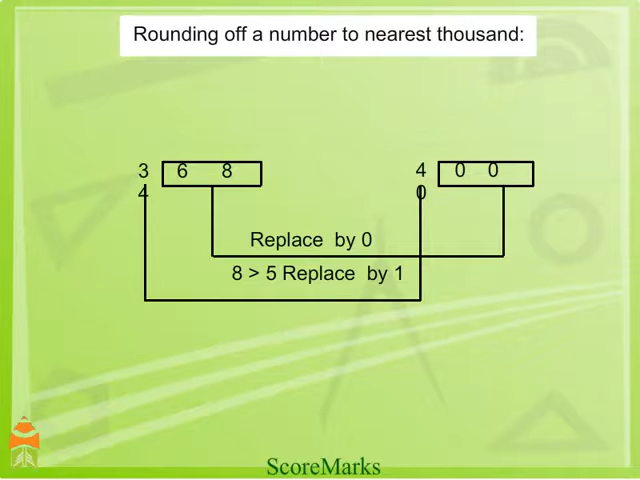 Rounding off a number to nearest thousand:
3 6 8 4 0 0
4 0
Replace by 0
8 > 5 Replace by 1
ScoreMarks